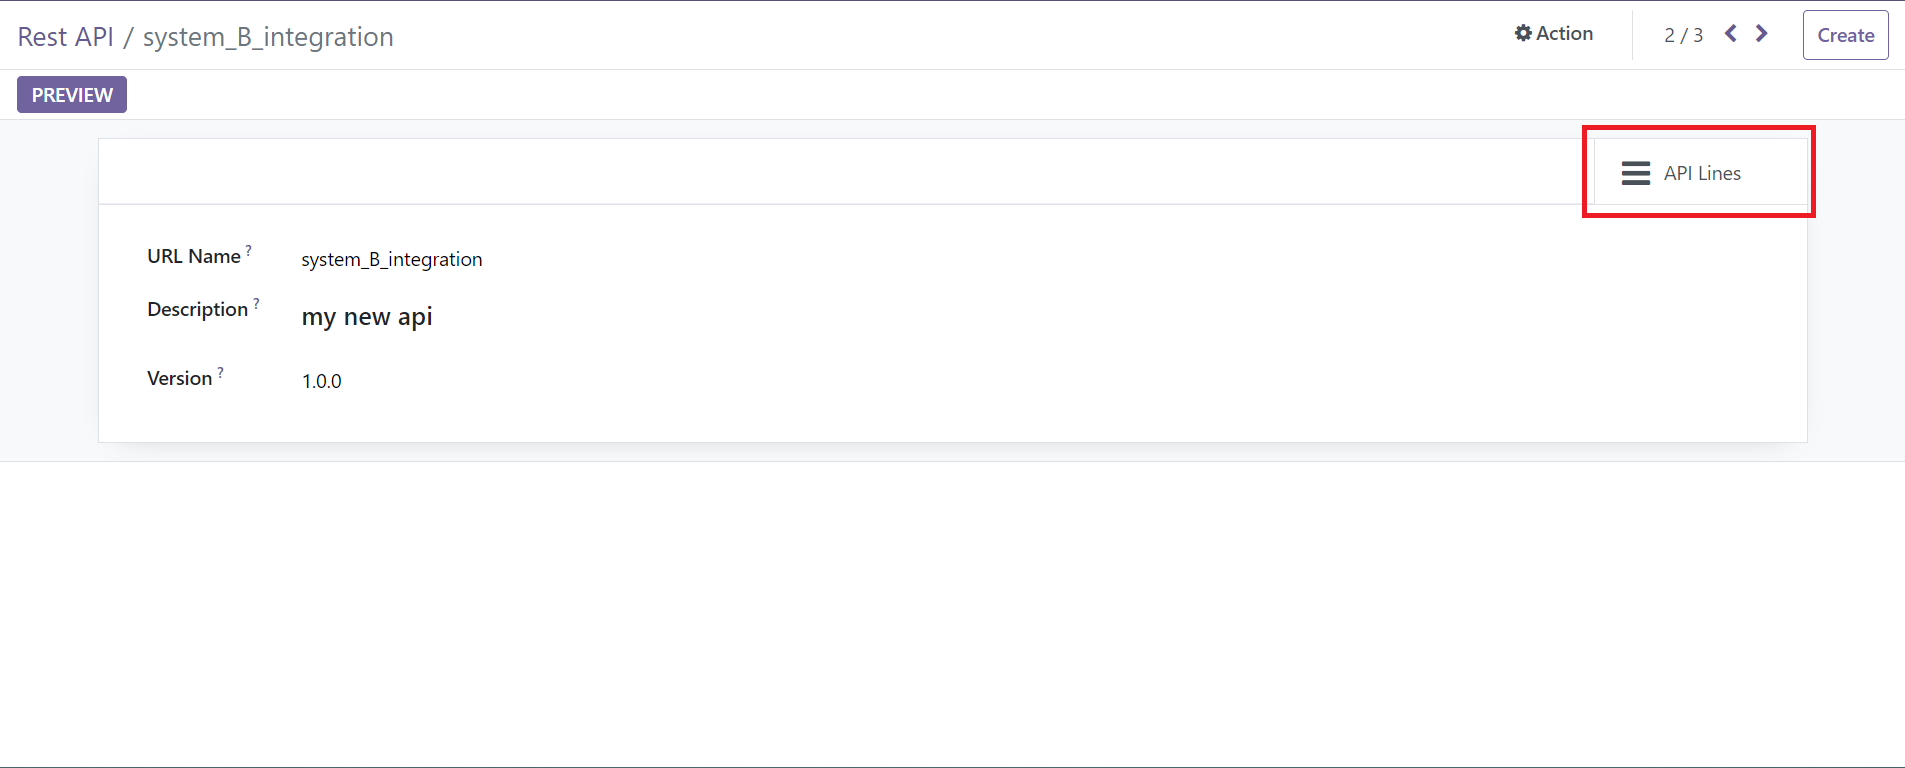 Rest API / system_B_integration
Action
2 / 3
Create
PREVIEW
API Lines
URL Name ? system_B_integration
Description ? my new api
Version ? 1.0.0